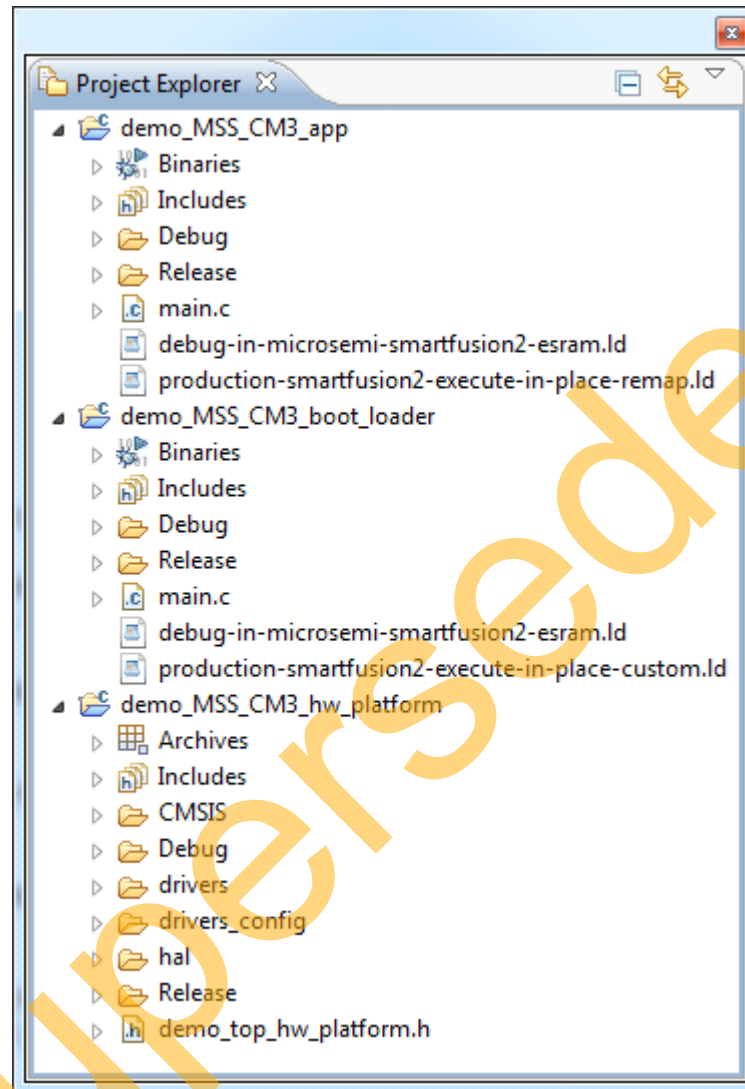 Project Explorer
demo_MSS_CM3_app
Binaries
Includes
Debug
Release
main.c
debug-in-microsemi-smartfusion2-esram.ld
production-smartfusion2-execute-in-place-remap.ld
demo_MSS_CM3_boot_loader
Binaries
Includes
Debug
Release
main.c
debug-in-microsemi-smartfusion2-esram.ld
production-smartfusion2-execute-in-place-custom.ld
demo_MSS_CM3_hw_platform
Archives
Includes
CMSIS
Debug
drivers
drivers_config
hal
Release
demo_top_hw_platform.h